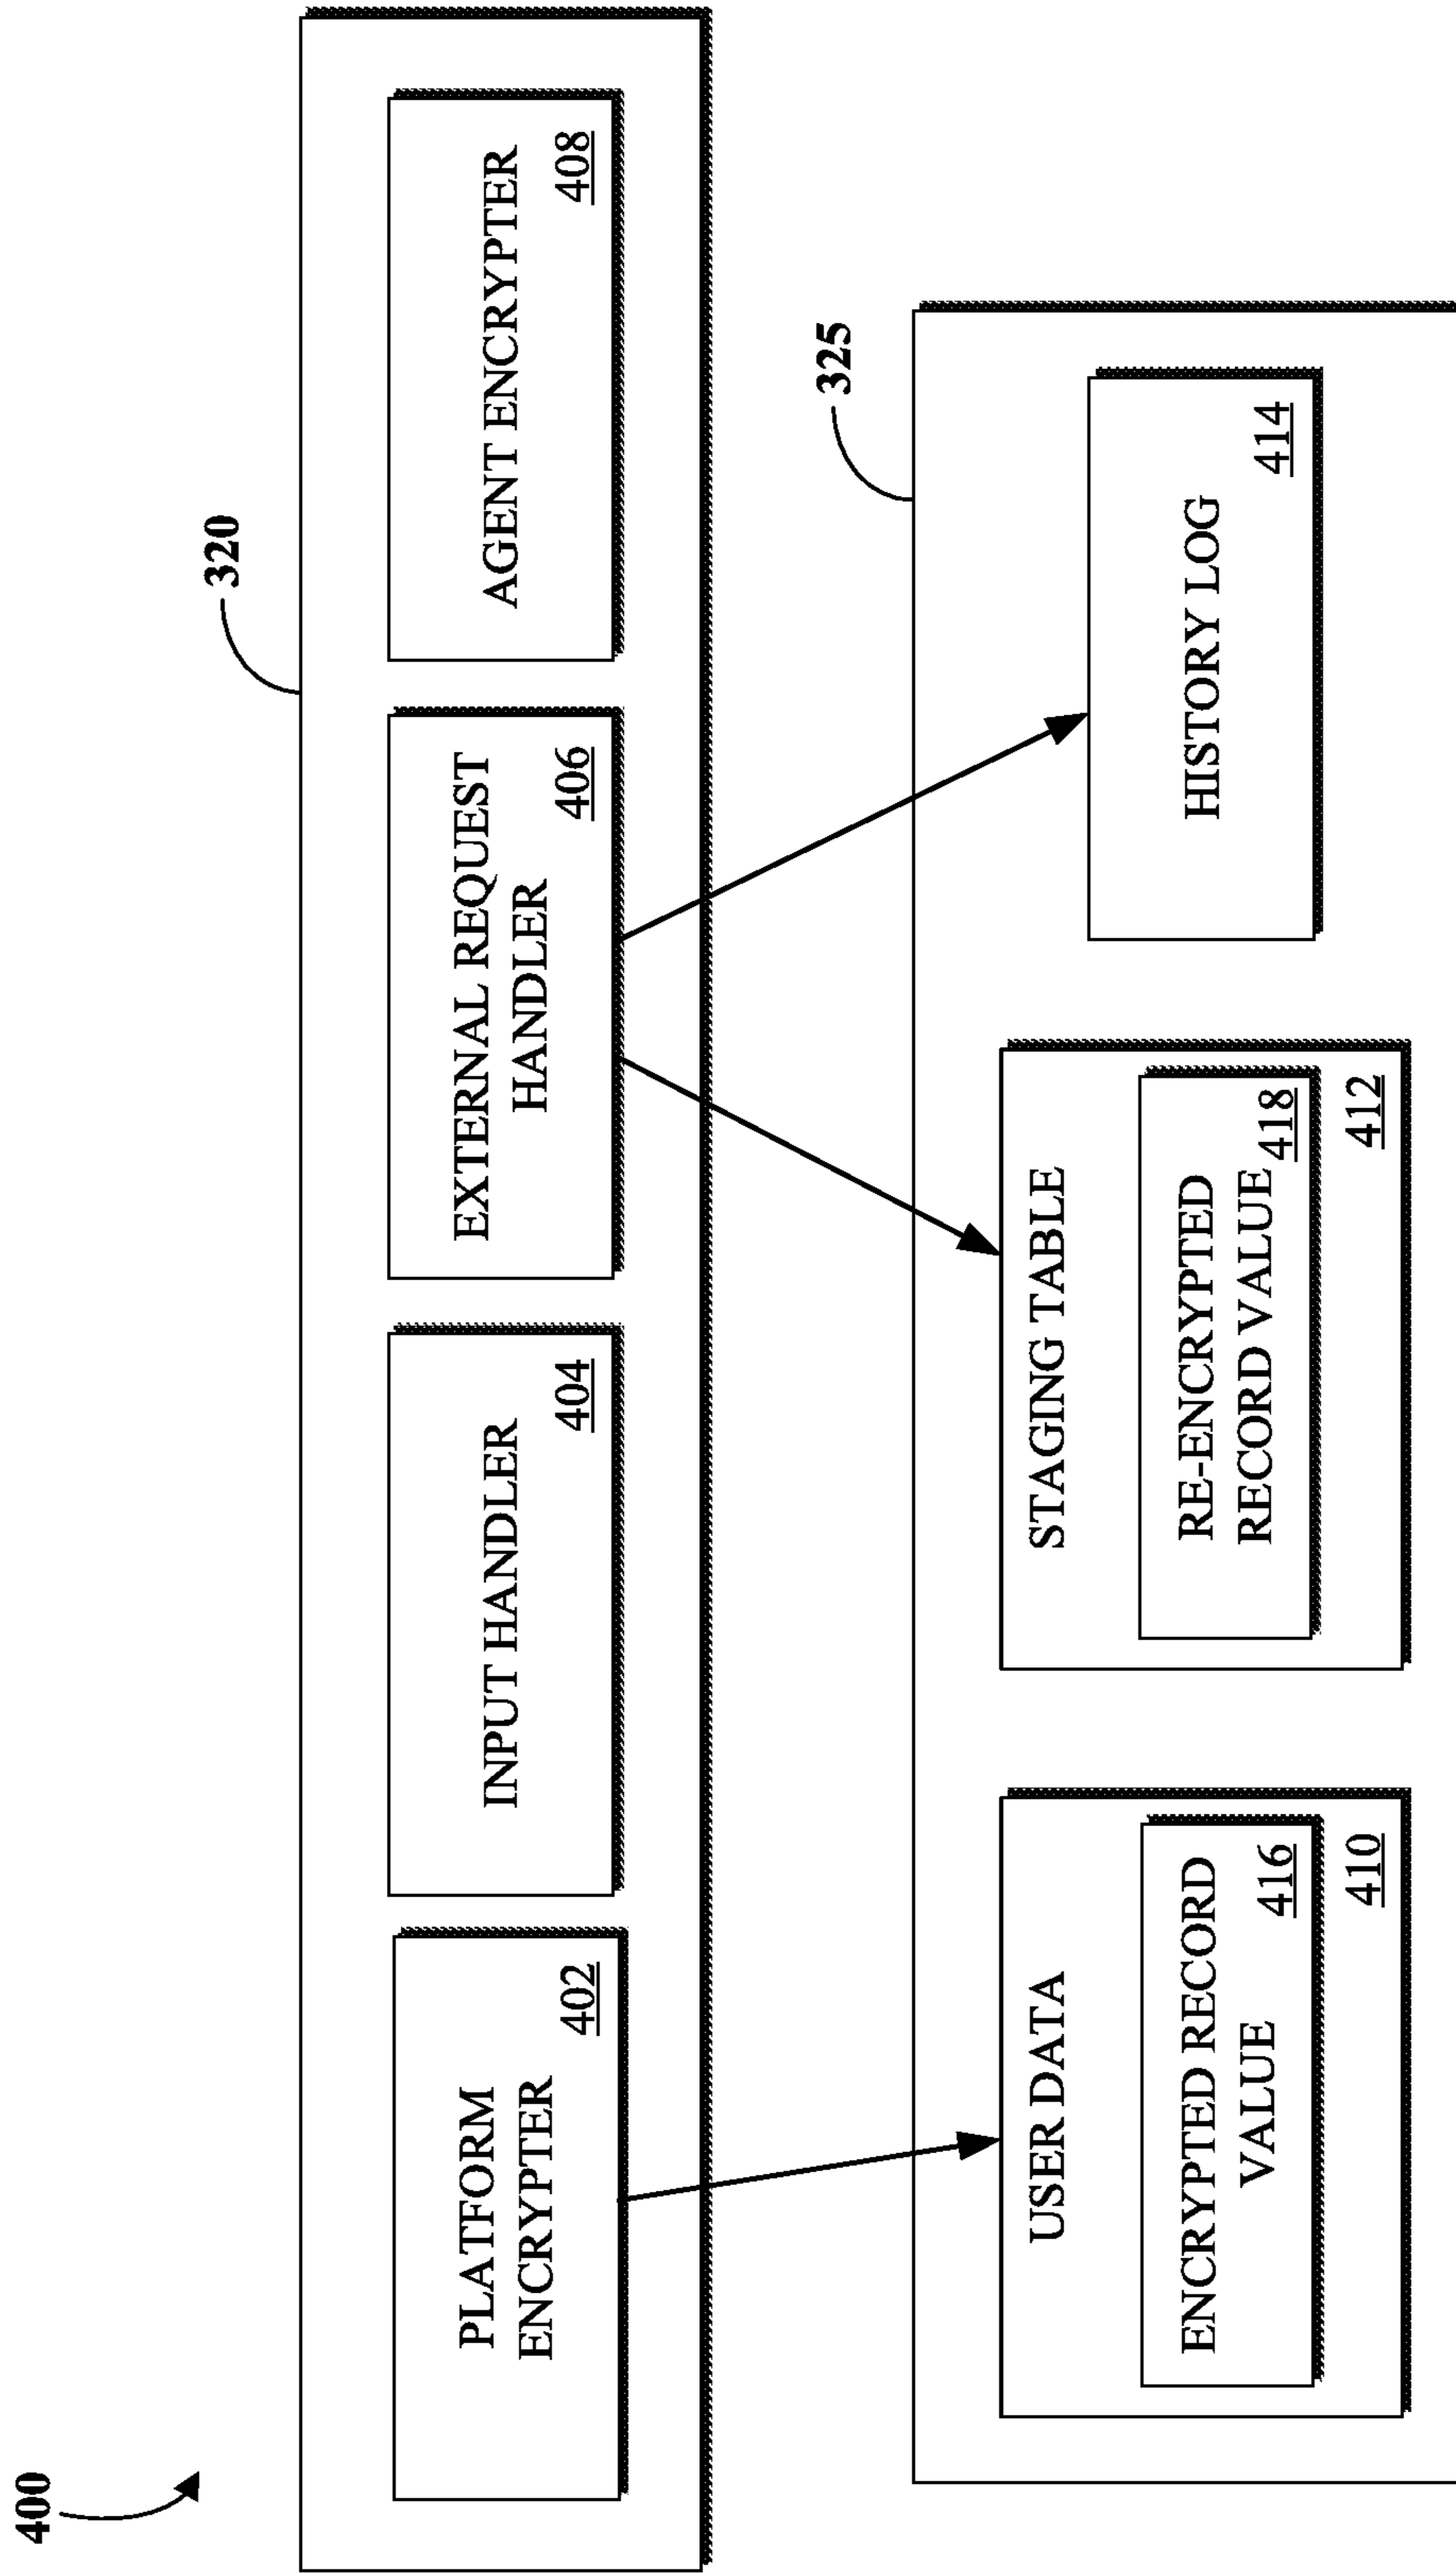 400
320
PLATFORM
ENCRYPTER
402
INPUT HANDLER
404
EXTERNAL REQUEST
HANDLER
406
AGENT ENCRYPTER
408
325
USER DATA
ENCRYPTED RECORD
VALUE
416
410
STAGING TABLE
RE-ENCRYPTED
RECORD VALUE
418
412
HISTORY LOG
414